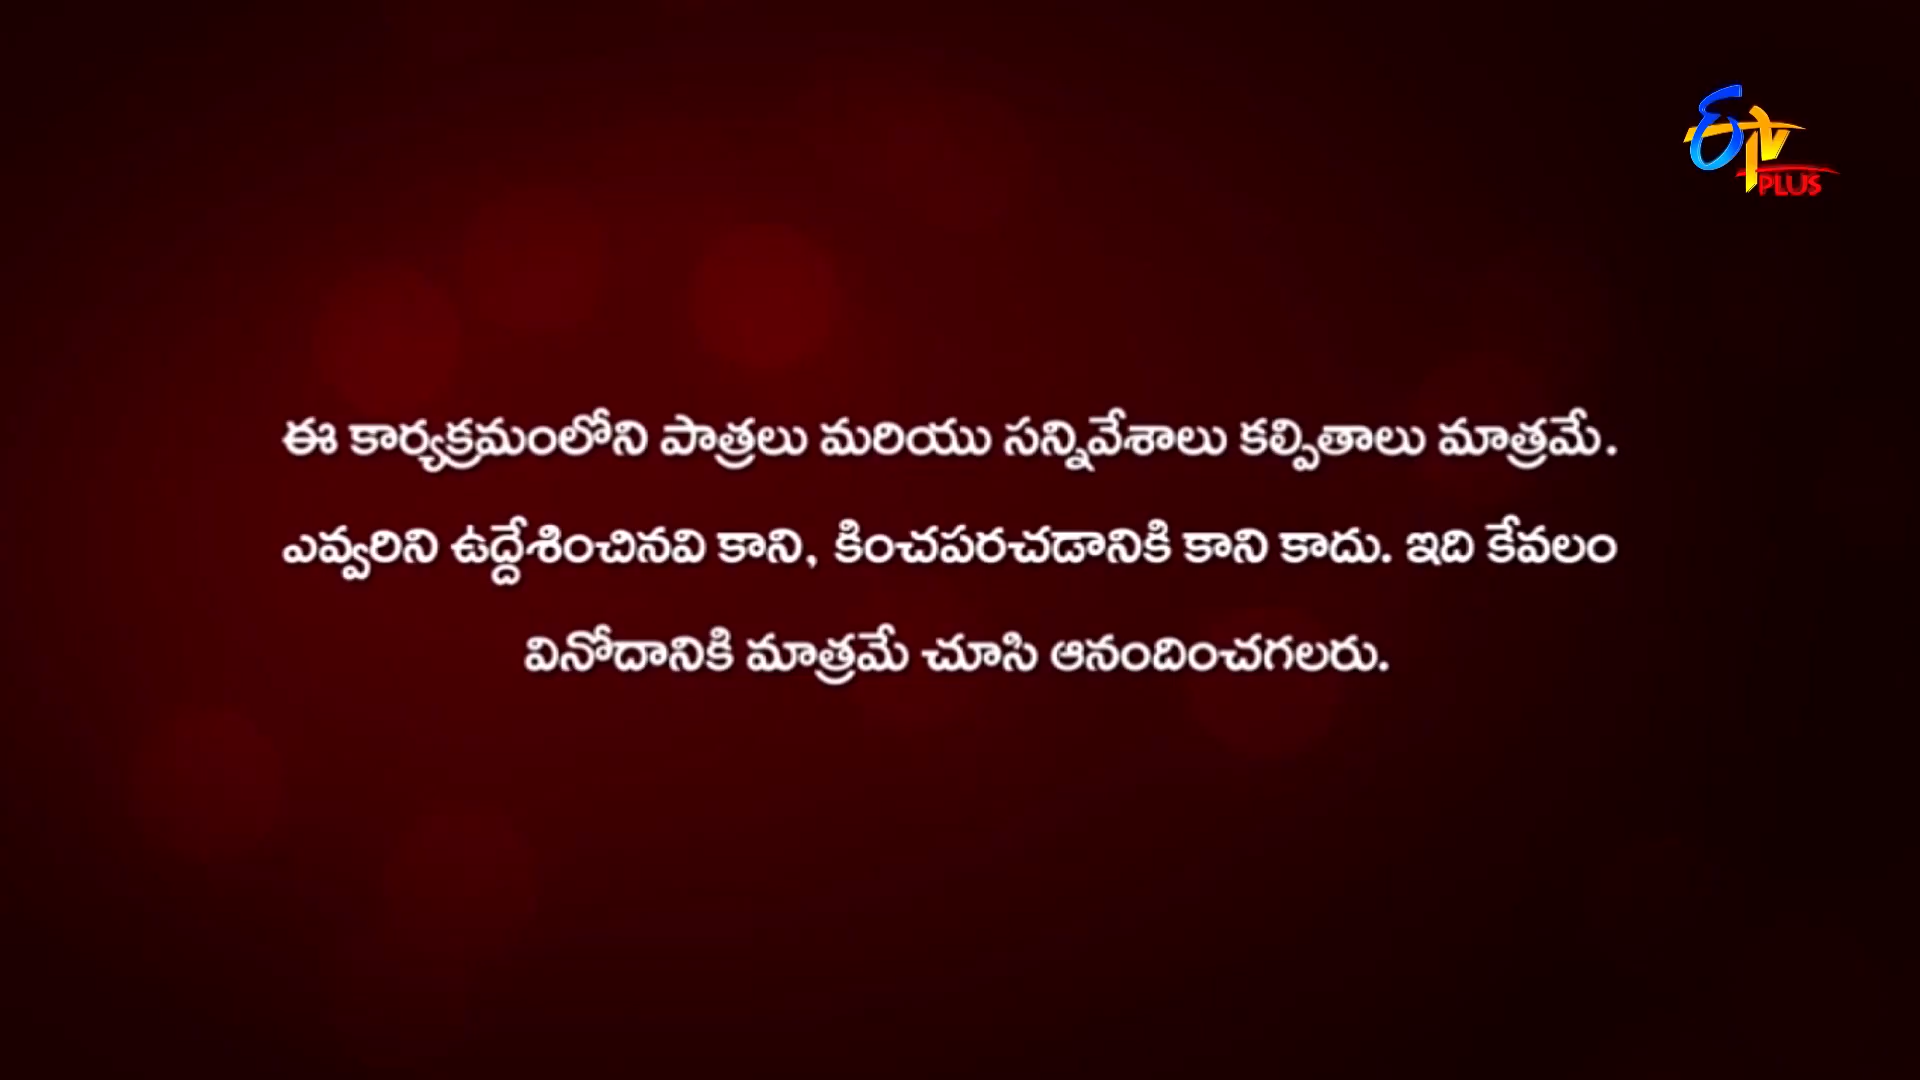 ETV
PLUS
ఈ కార్యక్రమంలోని పాత్రలు మరియు సన్నివేశాలు కల్పితాలు మాత్రమే.
ఎవ్వరిని ఉద్దేశించినవి కాని, కించపరచడానికి కాని కాదు. ఇది కేవలం
వినోదానికి మాత్రమే చూసి ఆనందించగలరు.